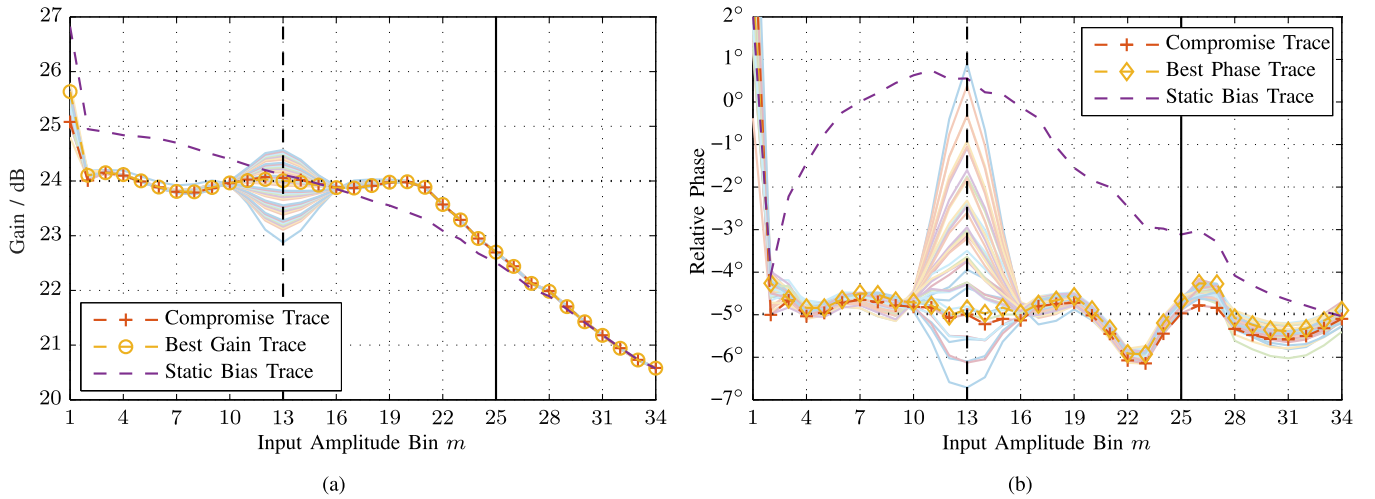 27
26
25
24
23
22
21
20
Gain / dB
Compromise Trace
Best Gain Trace
Static Bias Trace
1 4 7 10 13 16 19 22 25 28 31 34
Input Amplitude Bin m
(a)
2°
0°
−1°
−2°
−3°
−4°
−5°
−6°
−7°
Relative Phase
Compromise Trace
Best Phase Trace
Static Bias Trace
1 4 7 10 13 16 19 22 25 28 31 34
Input Amplitude Bin m
(b)